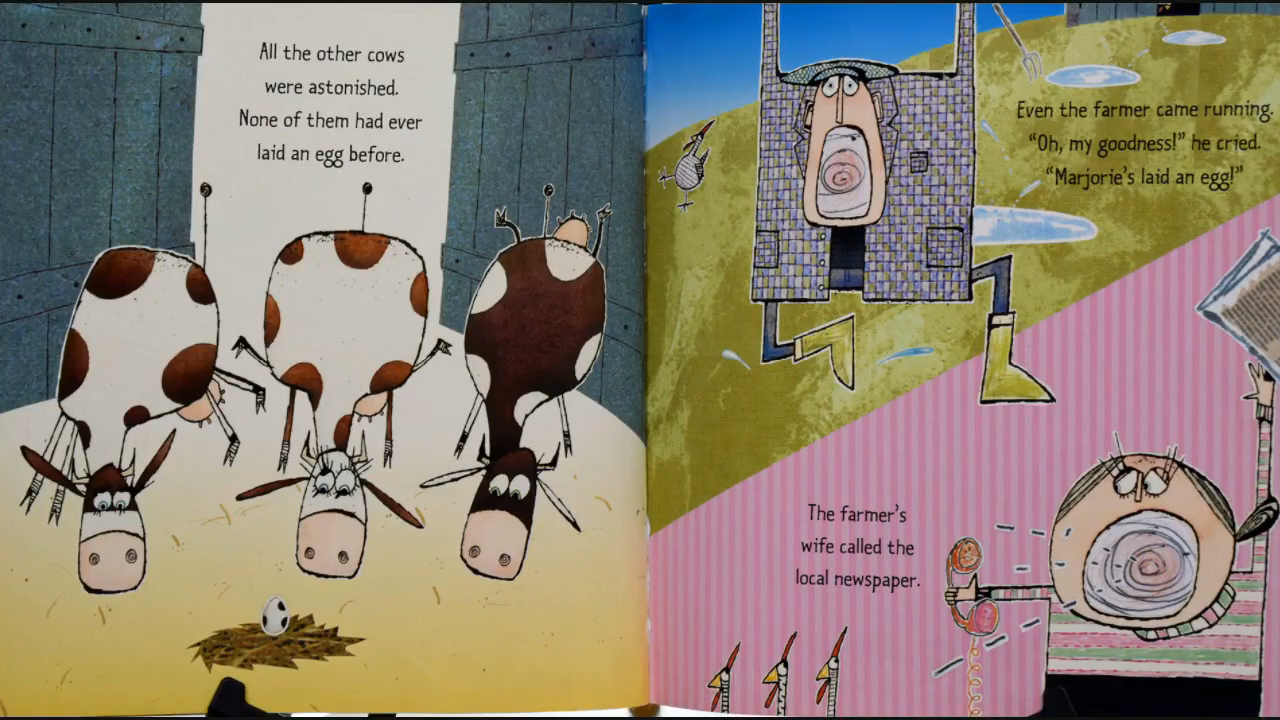 All the other cows
were astonished.
None of them had ever
laid an egg before.
Even the farmer came running.
“Oh, my goodness!” he cried.
“Marjorie’s laid an egg!”
The farmer’s
wife called the
local newspaper.